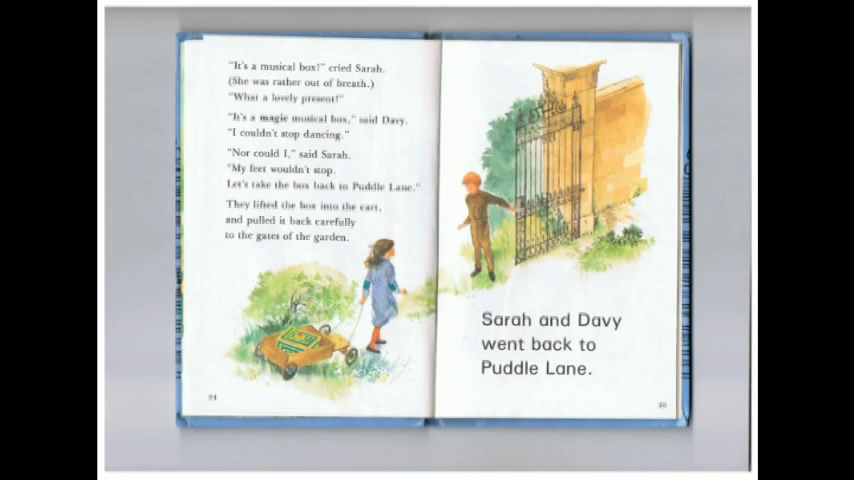 "It's a musical box!" cried Sarah.
(She was rather out of breath.)
"What a lovely present!"
"It's a magic musical box," said Davy.
"I couldn't stop dancing."
"Nor could I," said Sarah.
"My feet wouldn't stop.
Let's take the box back to Puddle Lane."
They lifted the box into the cart,
and pulled it back carefully
to the gates of the garden.
24
Sarah and Davy
went back to
Puddle Lane.